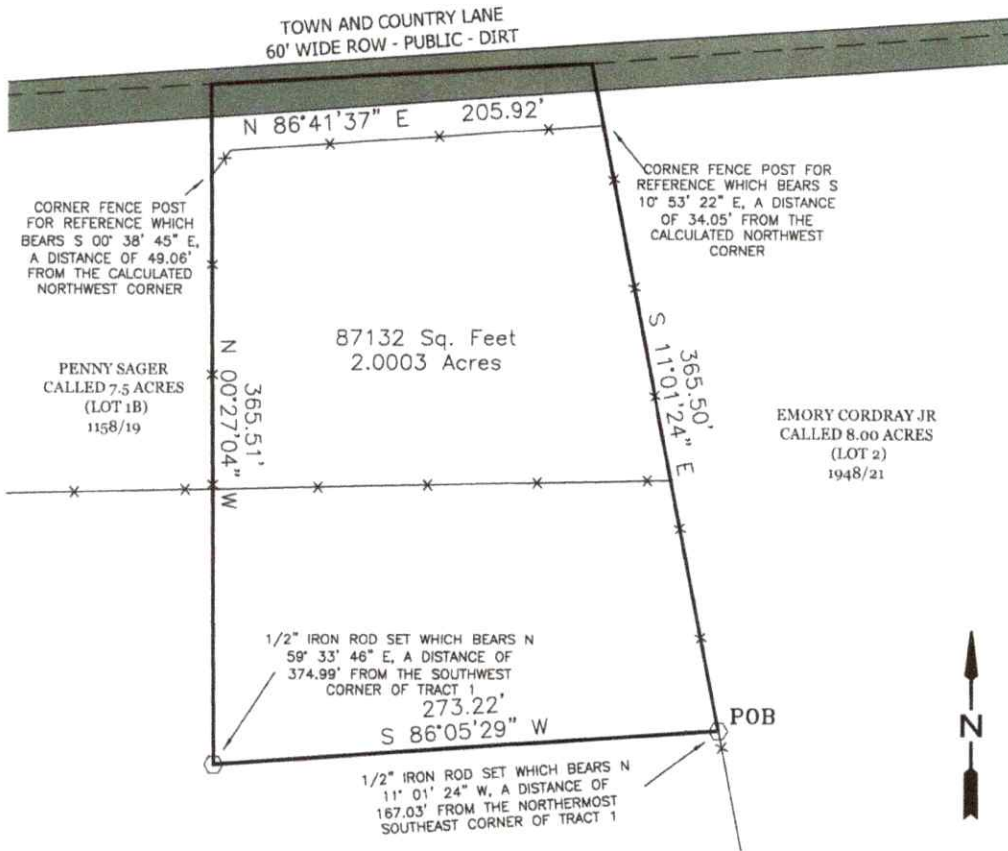 TOWN AND COUNTRY LANE
60' WIDE ROW - PUBLIC - DIRT
N 86°41'37" E 205.92'
CORNER FENCE POST
FOR REFERENCE WHICH
BEARS S 00° 38' 45" E,
A DISTANCE OF 49.06'
FROM THE CALCULATED
NORTHWEST CORNER
CORNER FENCE POST FOR
REFERENCE WHICH BEARS S
10° 53' 22" E, A DISTANCE
OF 34.05' FROM THE
CALCULATED NORTHWEST
CORNER
87132 Sq. Feet
2.0003 Acres
PENNY SAGER
CALLED 7.5 ACRES
(LOT 1B)
1158/19
N 00°27'04" W
365.51'
365.50'
S 11°01'24" E
EMORY CORDRAY JR
CALLED 8.00 ACRES
(LOT 2)
1948/21
1/2" IRON ROD SET WHICH BEARS N
59° 33' 46" E, A DISTANCE OF
374.99' FROM THE SOUTHWEST
CORNER OF TRACT 1
273.22'
S 86°05'29" W
POB
1/2" IRON ROD SET WHICH BEARS N
11° 01' 24" W, A DISTANCE OF
167.03' FROM THE NORTHERMOST
SOUTHEAST CORNER OF TRACT 1
N